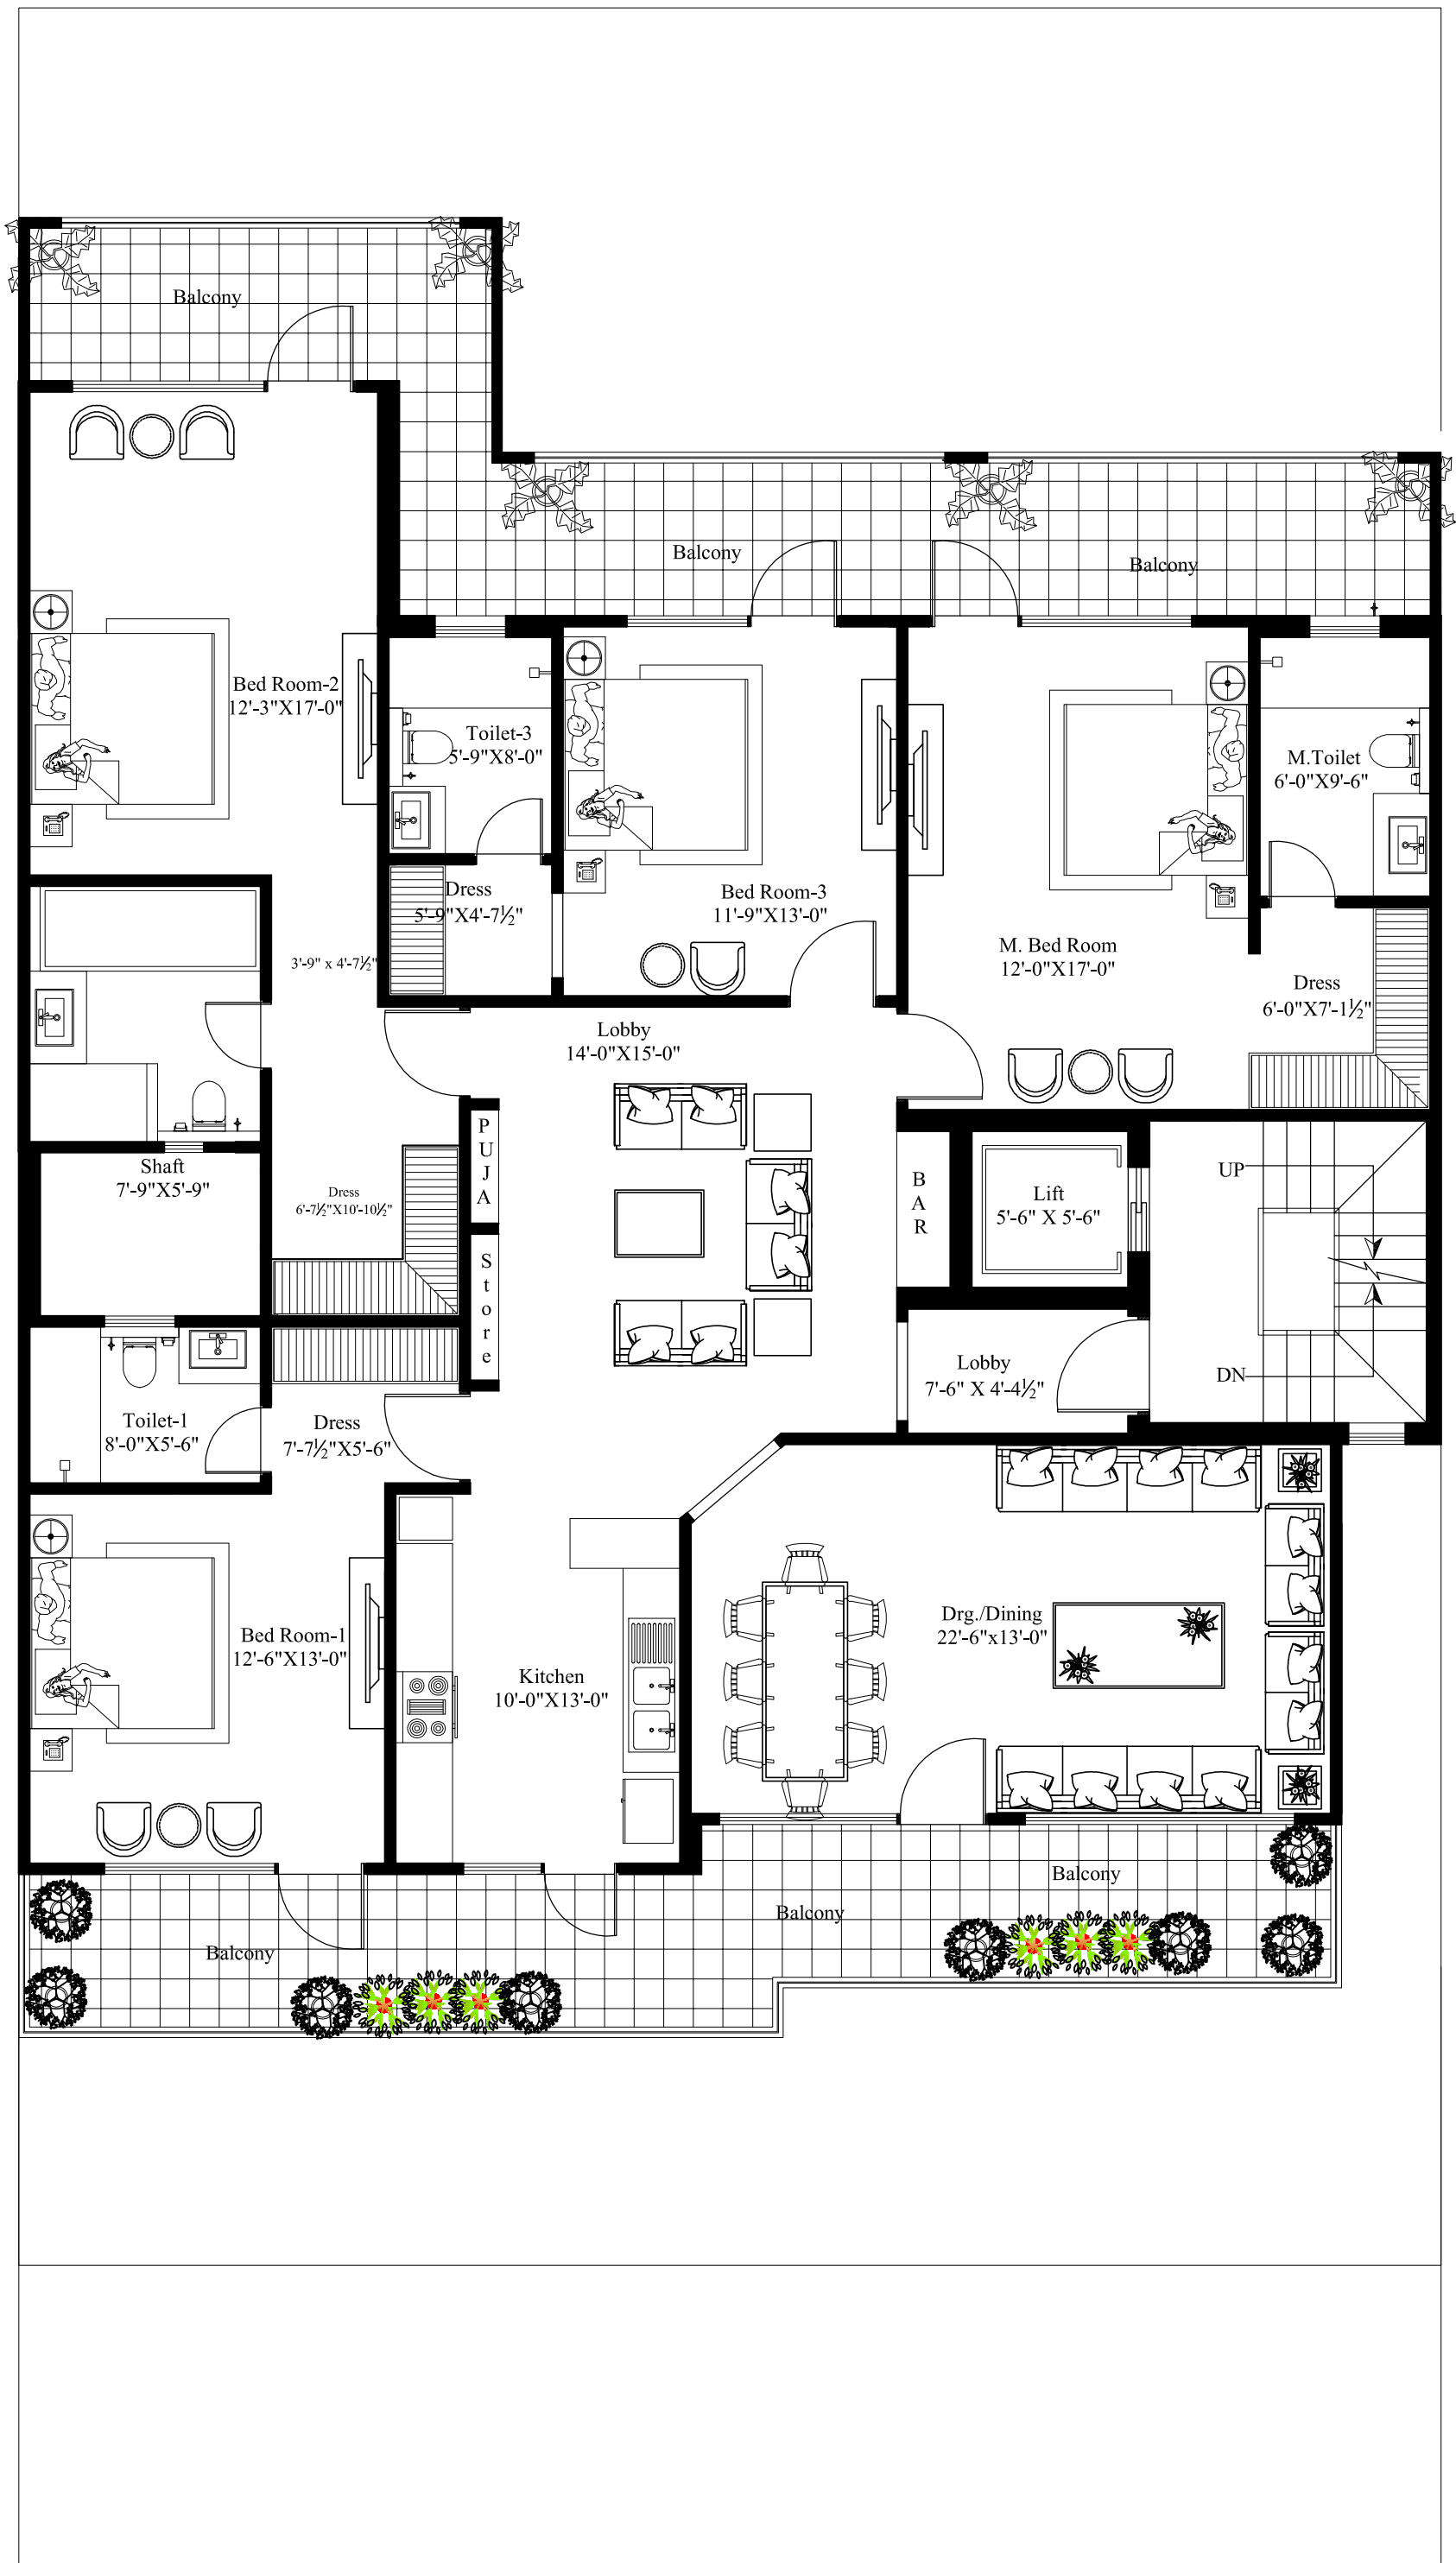 Balcony
Balcony
Balcony
Bed Room-2
12'-3"X17'-0"
Toilet-3
5'-9"X8'-0"
M.Toilet
6'-0"X9'-6"
Dress
5'-9"X4'-7½"
Bed Room-3
11'-9"X13'-0"
M. Bed Room
12'-0"X17'-0"
3'-9" x 4'-7½"
Dress
6'-0"X7'-1½"
Lobby
14'-0"X15'-0"
PUJA
Shaft
7'-9"X5'-9"
Dress
6'-7½"X10'-10½"
BAR
Lift
5'-6" X 5'-6"
UP
Store
Lobby
7'-6" X 4'-4½"
DN
Toilet-1
8'-0"X5'-6"
Dress
7'-7½"X5'-6"
Bed Room-1
12'-6"X13'-0"
Kitchen
10'-0"X13'-0"
Drg./Dining
22'-6"x13'-0"
Balcony
Balcony
Balcony